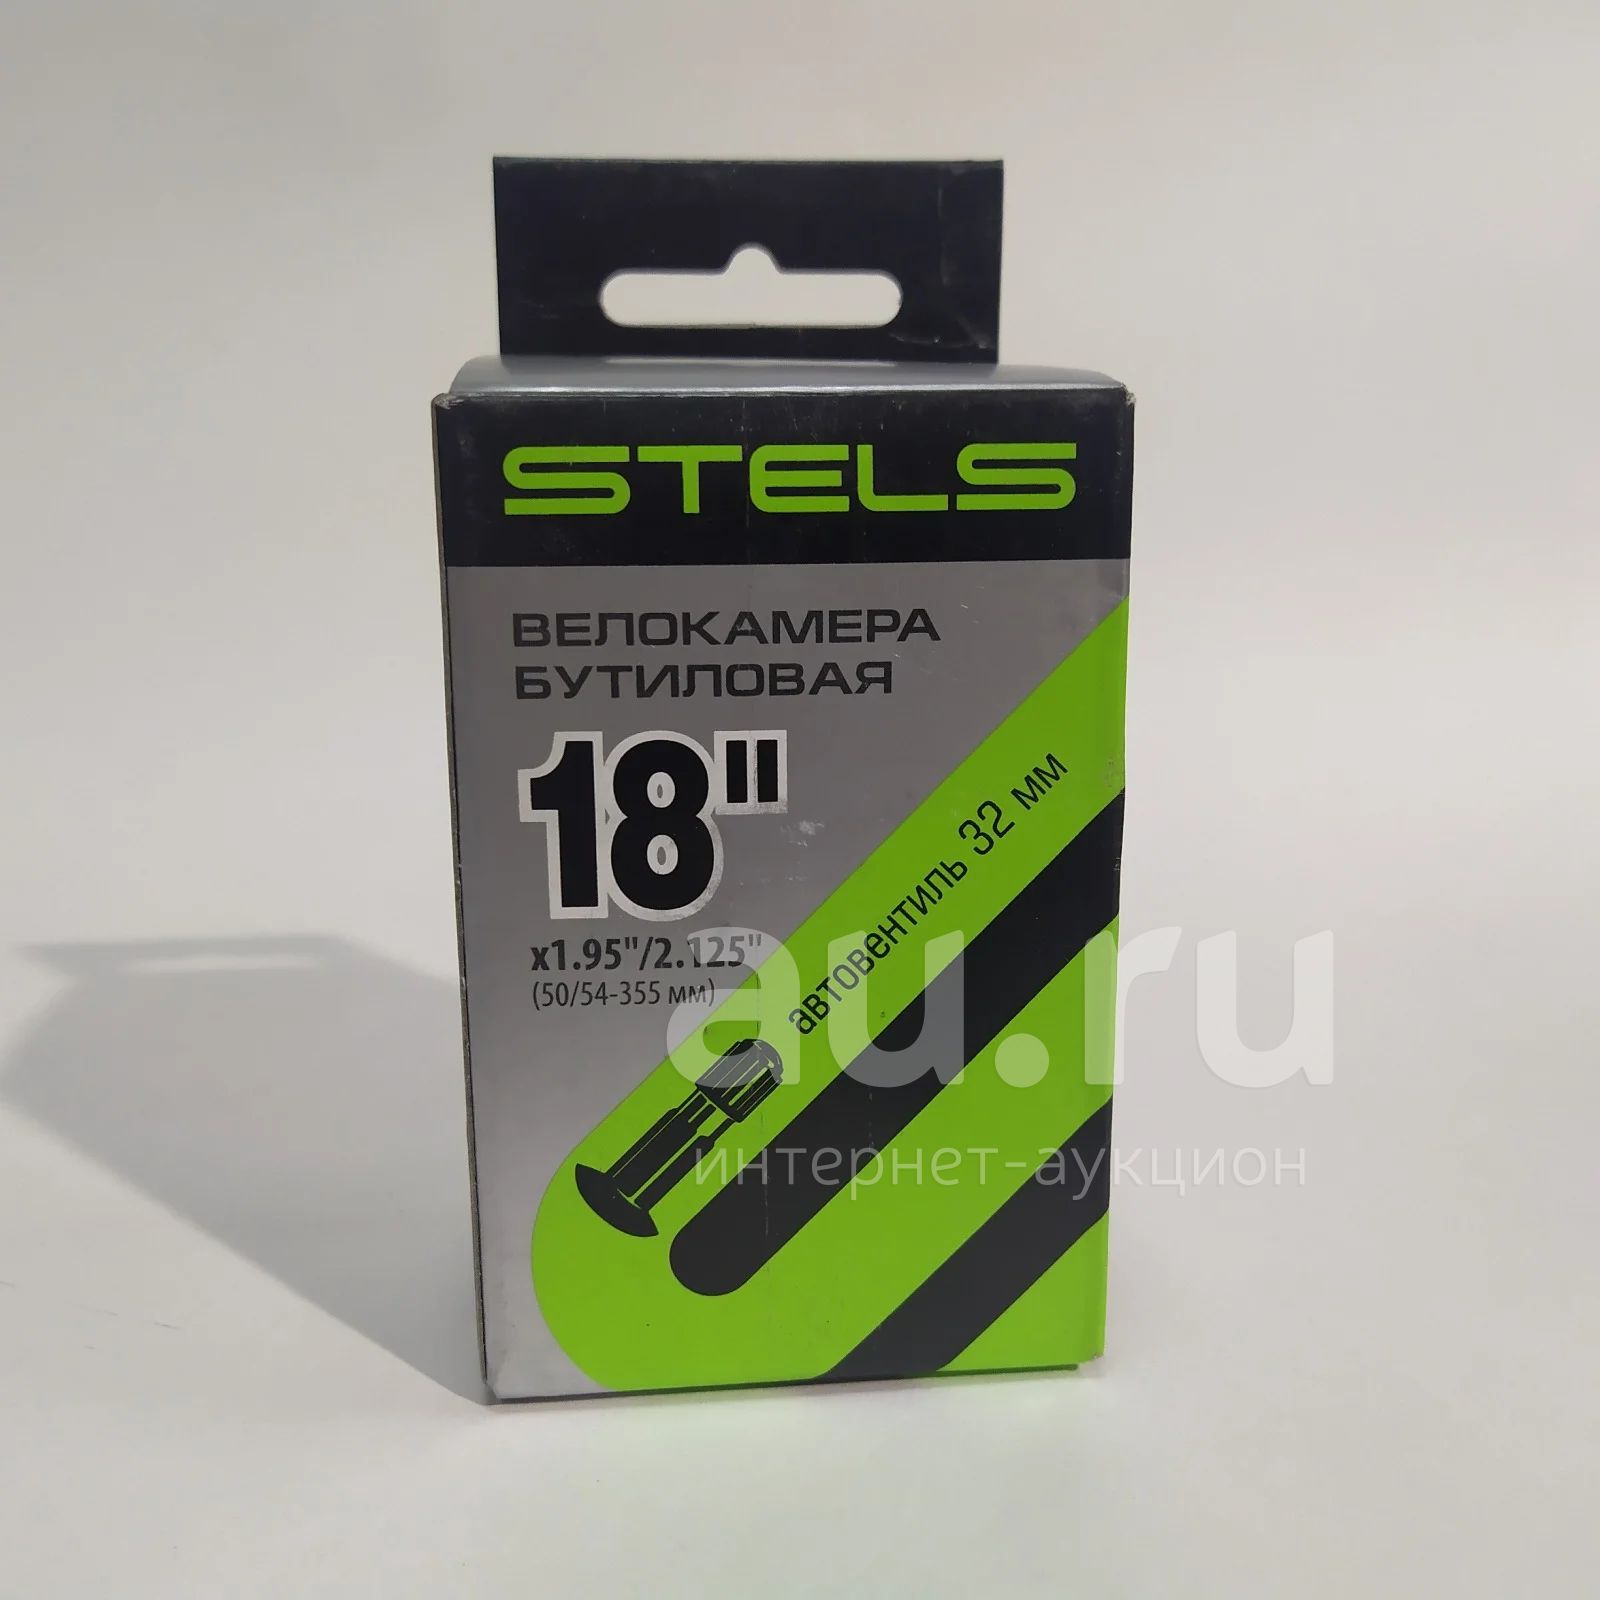 STELS
ВЕЛОКАМЕРА
БУТИЛОВАЯ
18"
x1.95"/2.125"
(50/54-355 мм)
автовентиль 32 мм
au.ru
интернет-аукцион